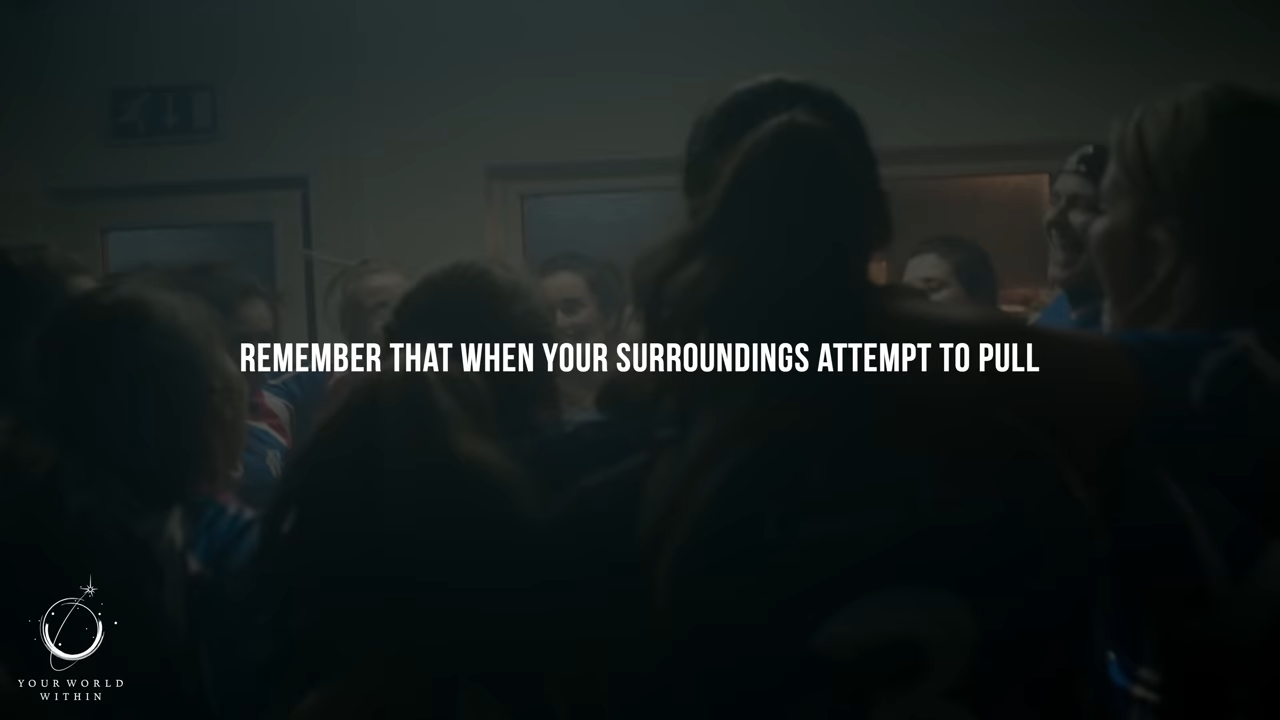 REMEMBER THAT WHEN YOUR SURROUNDINGS ATTEMPT TO PULL
YOUR WORLD
WITHIN